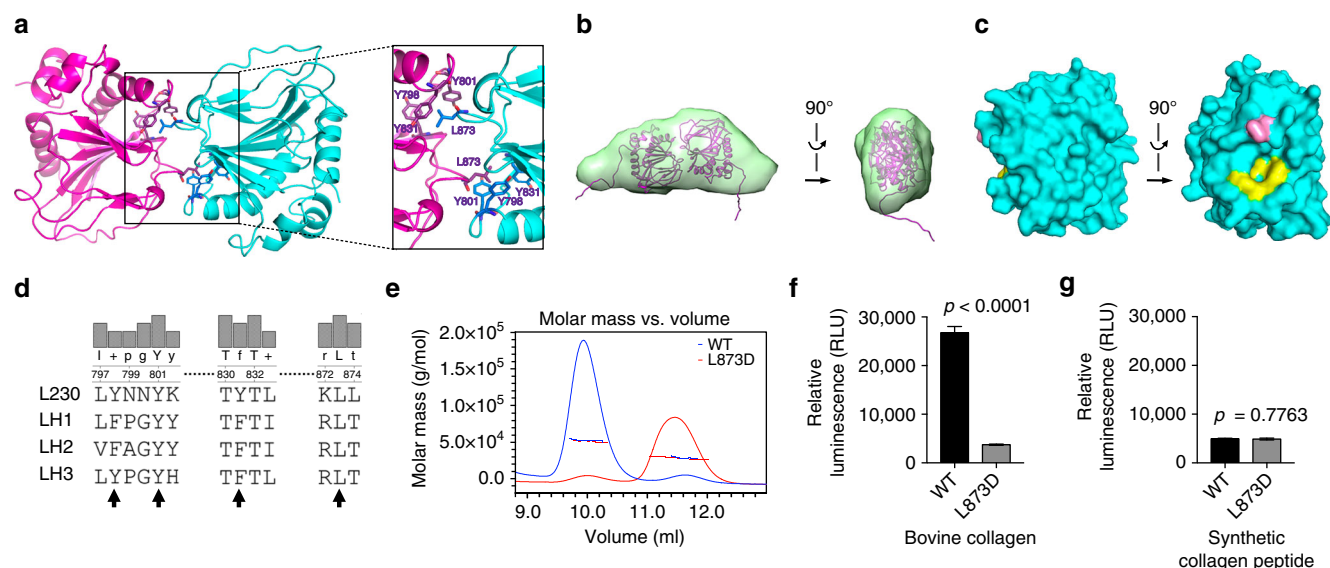 a
Y801
Y798
Y831
L873
L873
Y831
Y801
Y798
b
90°
c
90°
d
l + p g Y y
T f T +
r L t
797 799 801
830 832
872 874
L230 LYNNYK TYTL KLL
LH1 LFPGYY TFTI RLT
LH2 VFAGYY TFTI RLT
LH3 LYPGYH TFTL RLT
e
Molar mass vs. volume
WT
L873D
Molar mass (g/mol)
2.0×10⁵
1.5×10⁵
1.0×10⁵
5.0×10⁴
0.0
8.0 10.0 11.0 12.0
Volume (ml)
f
p < 0.0001
Relative
luminescence (RLU)
30,000
20,000
10,000
0
WT
L873D
Bovine collagen
g
Relative
luminescence (RLU)
30,000
20,000
10,000
0
p = 0.7763
WT
L873D
Synthetic
collagen peptide